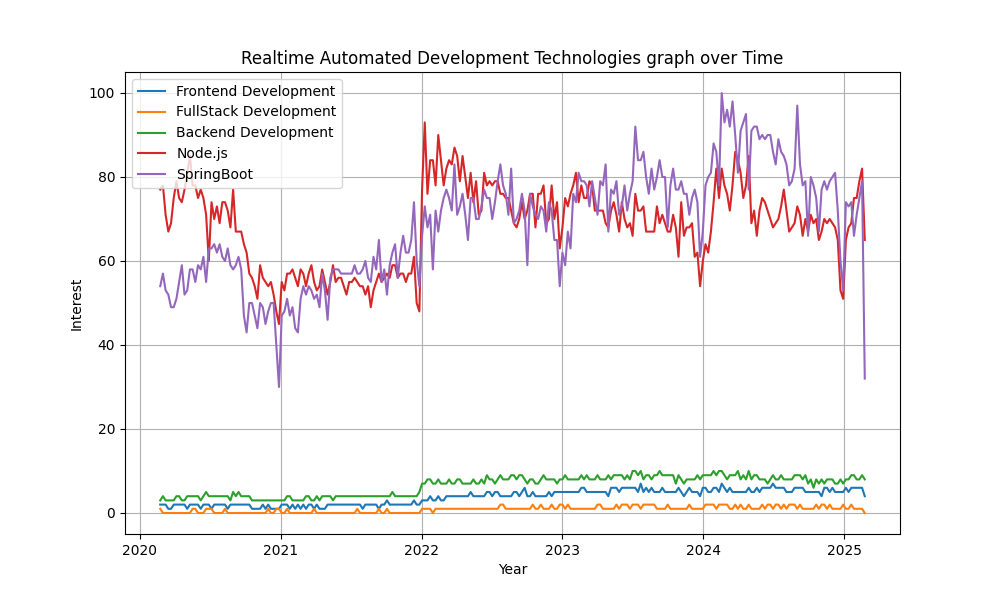 Realtime Automated Development Technologies graph over Time
Frontend Development
FullStack Development
Backend Development
Node.js
SpringBoot
100
80
60
40
20
0
Interest
2020
2021
2022
2023
2024
2025
Year